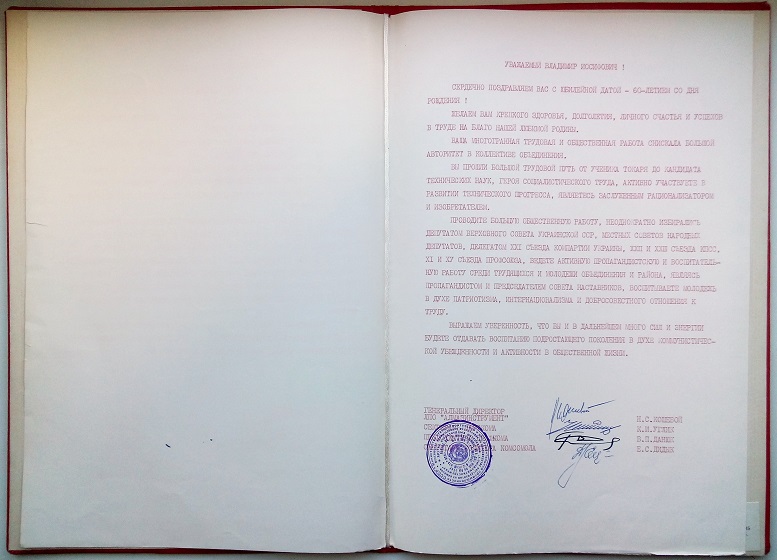 УВАЖАЕМЫЙ ВЛАДИМИР ИОСИФОВИЧ !
СЕРДЕЧНО ПОЗДРАВЛЯЕМ ВАС С ЮБИЛЕЙНОЙ ДАТОЙ - 60-ЛЕТИЕМ СО ДНЯ
РОЖДЕНИЯ !
ЖЕЛАЕМ ВАМ КРЕПКОГО ЗДОРОВЬЯ, ДОЛГОЛЕТИЯ, ЛИЧНОГО СЧАСТЬЯ И УСПЕХОВ
В ТРУДЕ НА БЛАГО НАШЕЙ ЛЮБИМОЙ РОДИНЫ.
ВАША МНОГОГРАННАЯ ТРУДОВАЯ И ОБЩЕСТВЕННАЯ РАБОТА СНИСКАЛА БОЛЬШОЙ
АВТОРИТЕТ В КОЛЛЕКТИВЕ ОБЪЕДИНЕНИЯ.
ВЫ ПРОШЛИ БОЛЬШОЙ ТРУДОВОЙ ПУТЬ ОТ УЧЕНИКА ТОКАРЯ ДО КАНДИДАТА
ТЕХНИЧЕСКИХ НАУК, ГЕРОЯ СОЦИАЛИСТИЧЕСКОГО ТРУДА, АКТИВНО УЧАСТВУЕТЕ В
РАЗВИТИИ ТЕХНИЧЕСКОГО ПРОГРЕССА, ЯВЛЯЕТЕСЬ ЗАСЛУЖЕННЫМ РАЦИОНАЛИЗАТОРОМ
И ИЗОБРЕТАТЕЛЕМ.
ПРОВОДИТЕ БОЛЬШУЮ ОБЩЕСТВЕННУЮ РАБОТУ, НЕОДНОКРАТНО ИЗБИРАЛИСЬ
ДЕПУТАТОМ ВЕРХОВНОГО СОВЕТА УКРАИНСКОЙ ССР, МЕСТНЫХ СОВЕТОВ НАРОДНЫХ
ДЕПУТАТОВ, ДЕЛЕГАТОМ XXI СЪЕЗДА КОМПАРТИИ УКРАИНЫ, XXII И XXIII СЪЕЗДА КПСС,
XI И XУ СЪЕЗДА ПРОФСОЮЗА, ВЕДЕТЕ АКТИВНУЮ ПРОПАГАНДИСТСКУЮ И ВОСПИТАТЕЛЬ-
НУЮ РАБОТУ СРЕДИ ТРУДЯЩИХСЯ И МОЛОДЕЖИ ОБЪЕДИНЕНИЯ И РАЙОНА, ЯВЛЯЯСЬ
ПРОПАГАНДИСТОМ И ПРЕДСЕДАТЕЛЕМ СОВЕТА НАСТАВНИКОВ, ВОСПИТЫВАЕТЕ МОЛОДЕЖЬ
В ДУХЕ ПАТРИОТИЗМА, ИНТЕРНАЦИОНАЛИЗМА И ДОБРОСОВЕСТНОГО ОТНОШЕНИЯ К
ТРУДУ.
ВЫРАЖАЕМ УВЕРЕННОСТЬ, ЧТО ВЫ И В ДАЛЬНЕЙШЕМ МНОГО СИЛ И ЭНЕРГИИ
БУДЕТЕ ОТДАВАТЬ ВОСПИТАНИЮ ПОДРОСТАЮЩЕГО ПОКОЛЕНИЯ В ДУХЕ КОММУНИСТИЧЕС-
КОЙ УБЕЖДЕННОСТИ И АКТИВНОСТИ В ОБЩЕСТВЕННОЙ ЖИЗНИ.
ГЕНЕРАЛЬНЫЙ ДИРЕКТОР
"АЛМАЗИНСТРУМЕНТ"
КОМСОМОЛА